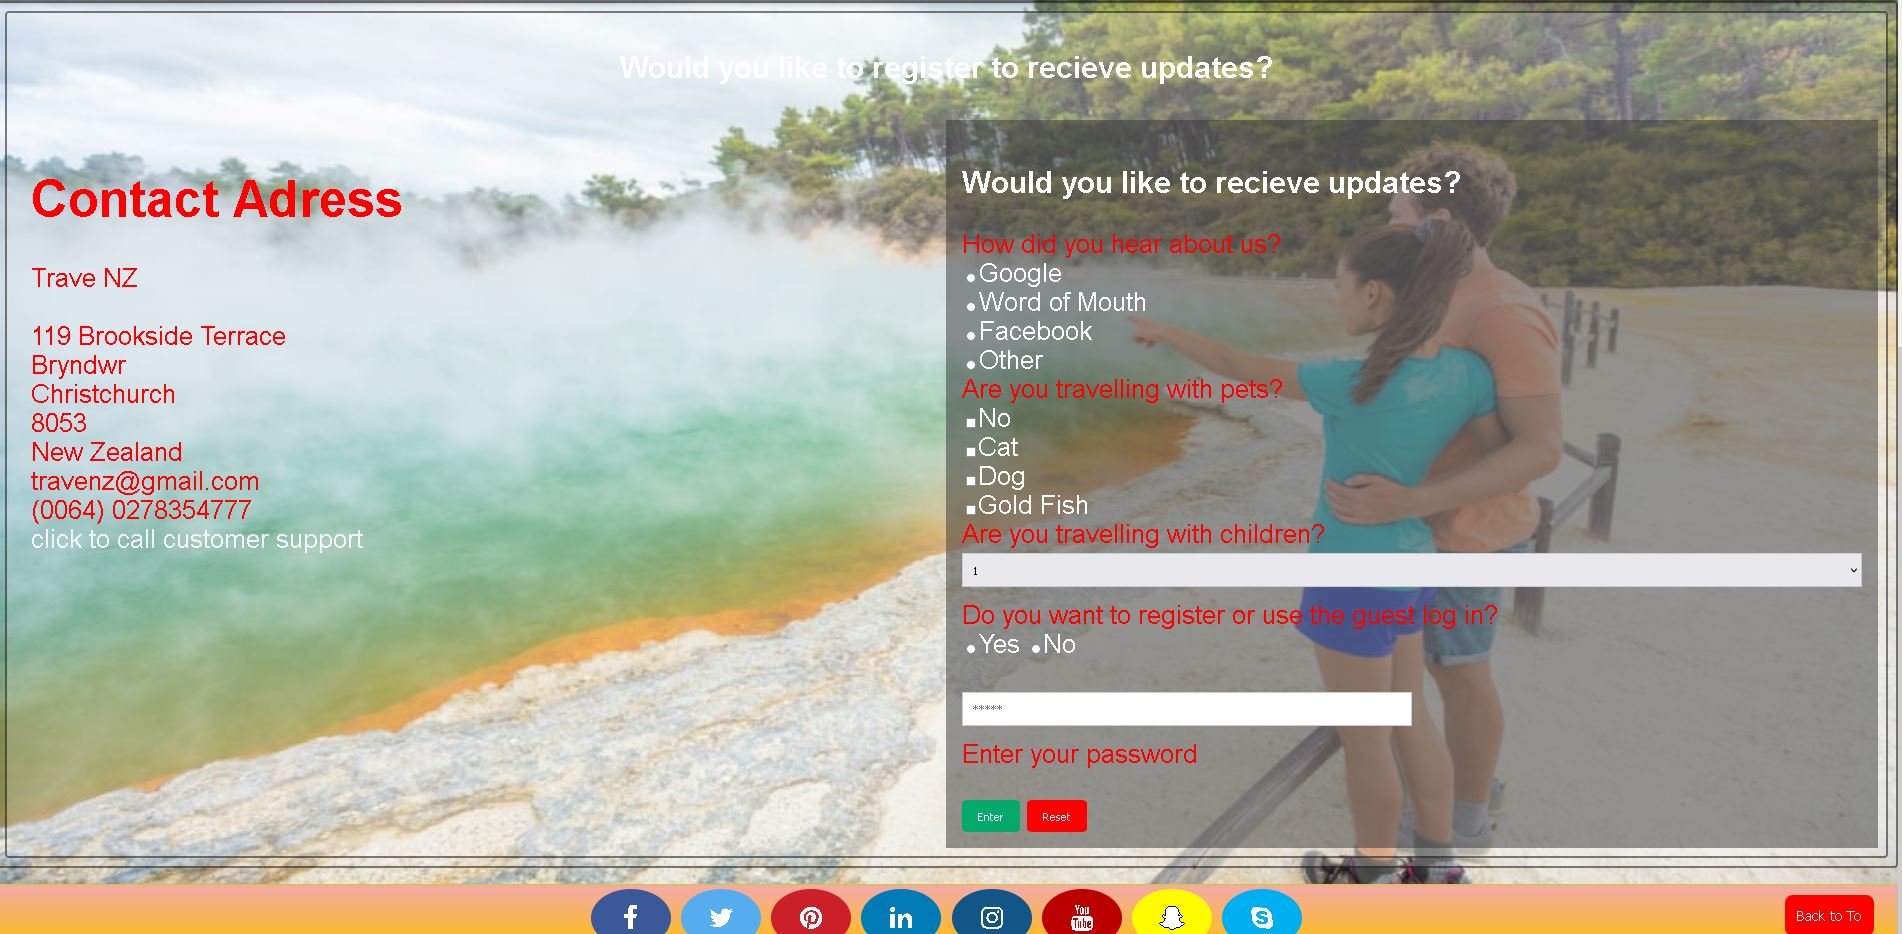 Would you like to register to recieve updates?
Contact Adress
Trave NZ
119 Brookside Terrace
Bryndwr
Christchurch
8053
New Zealand
travenz@gmail.com
(0064) 0278354777
click to call customer support
Would you like to recieve updates?
How did you hear about us?
Google
Word of Mouth
Facebook
Other
Are you travelling with pets?
No
Cat
Dog
Gold Fish
Are you travelling with children?
1
Do you want to register or use the guest log in?
Yes No
*****
Enter your password
Enter Reset
You
Tube
Back to To